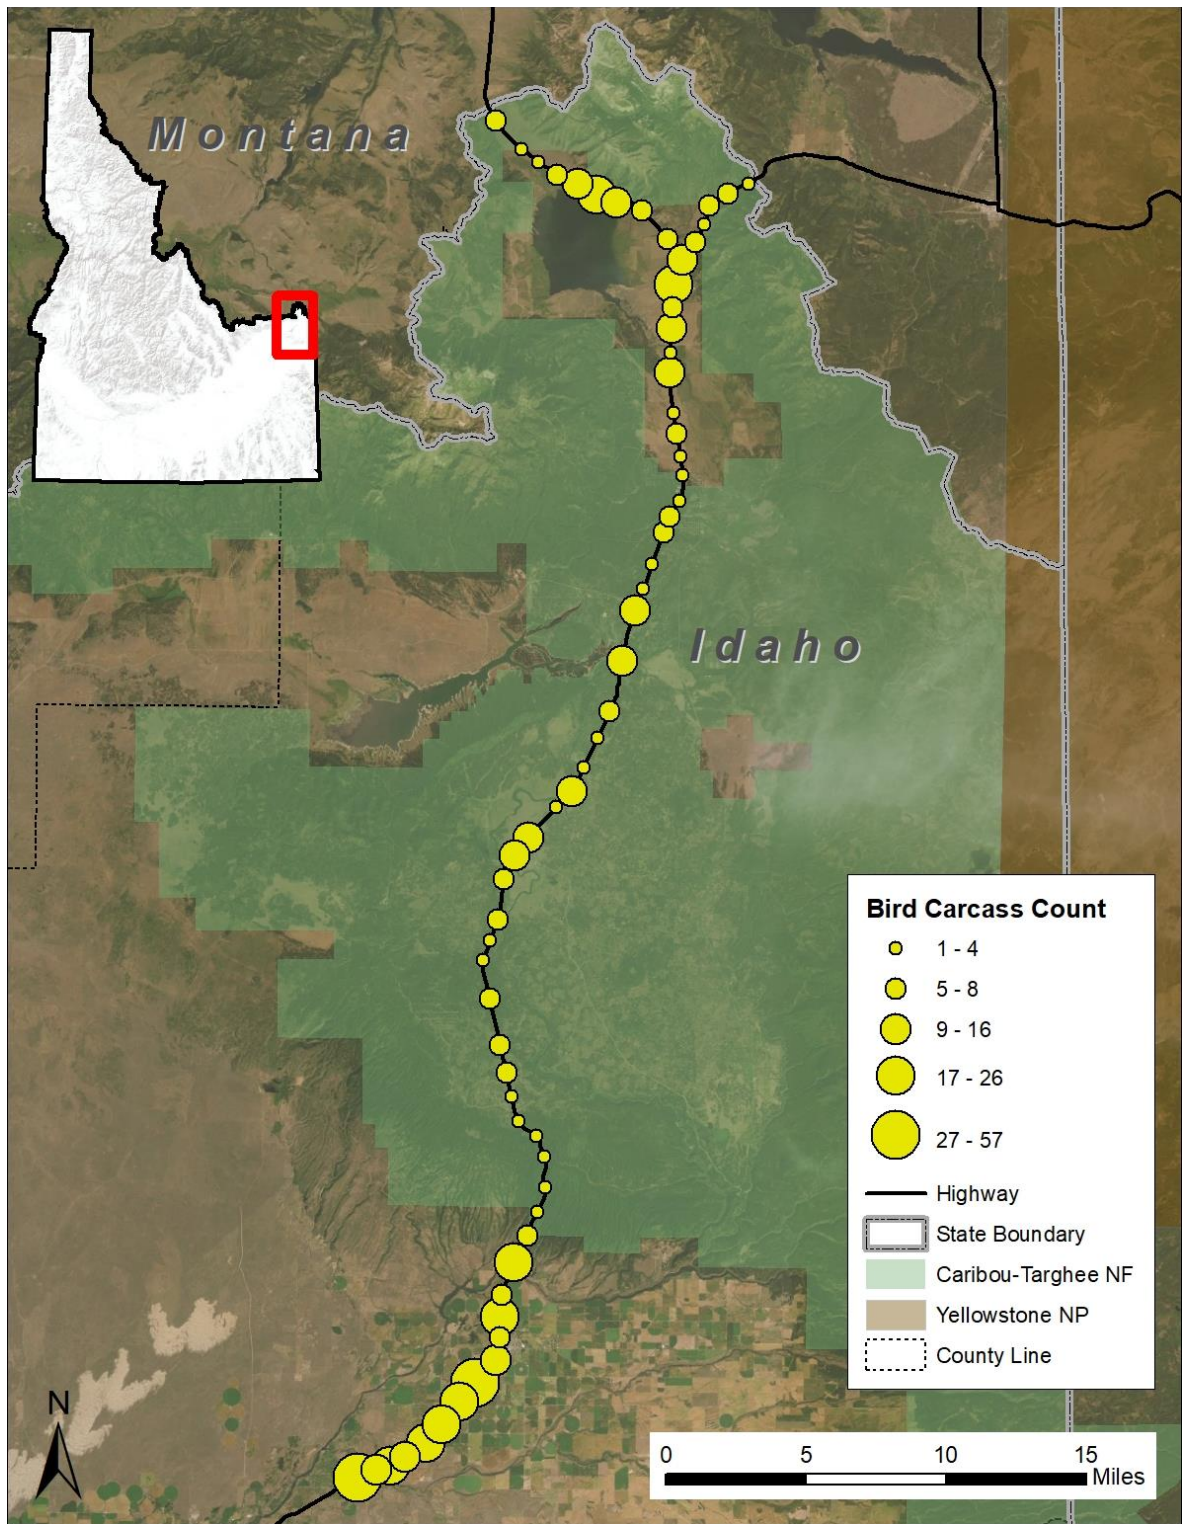 Montana
Idaho
Bird Carcass Count
1 - 4
5 - 8
9 - 16
17 - 26
27 - 57
Highway
State Boundary
Caribou-Targhee NF
Yellowstone NP
County Line
N
0 5 10 15
Miles